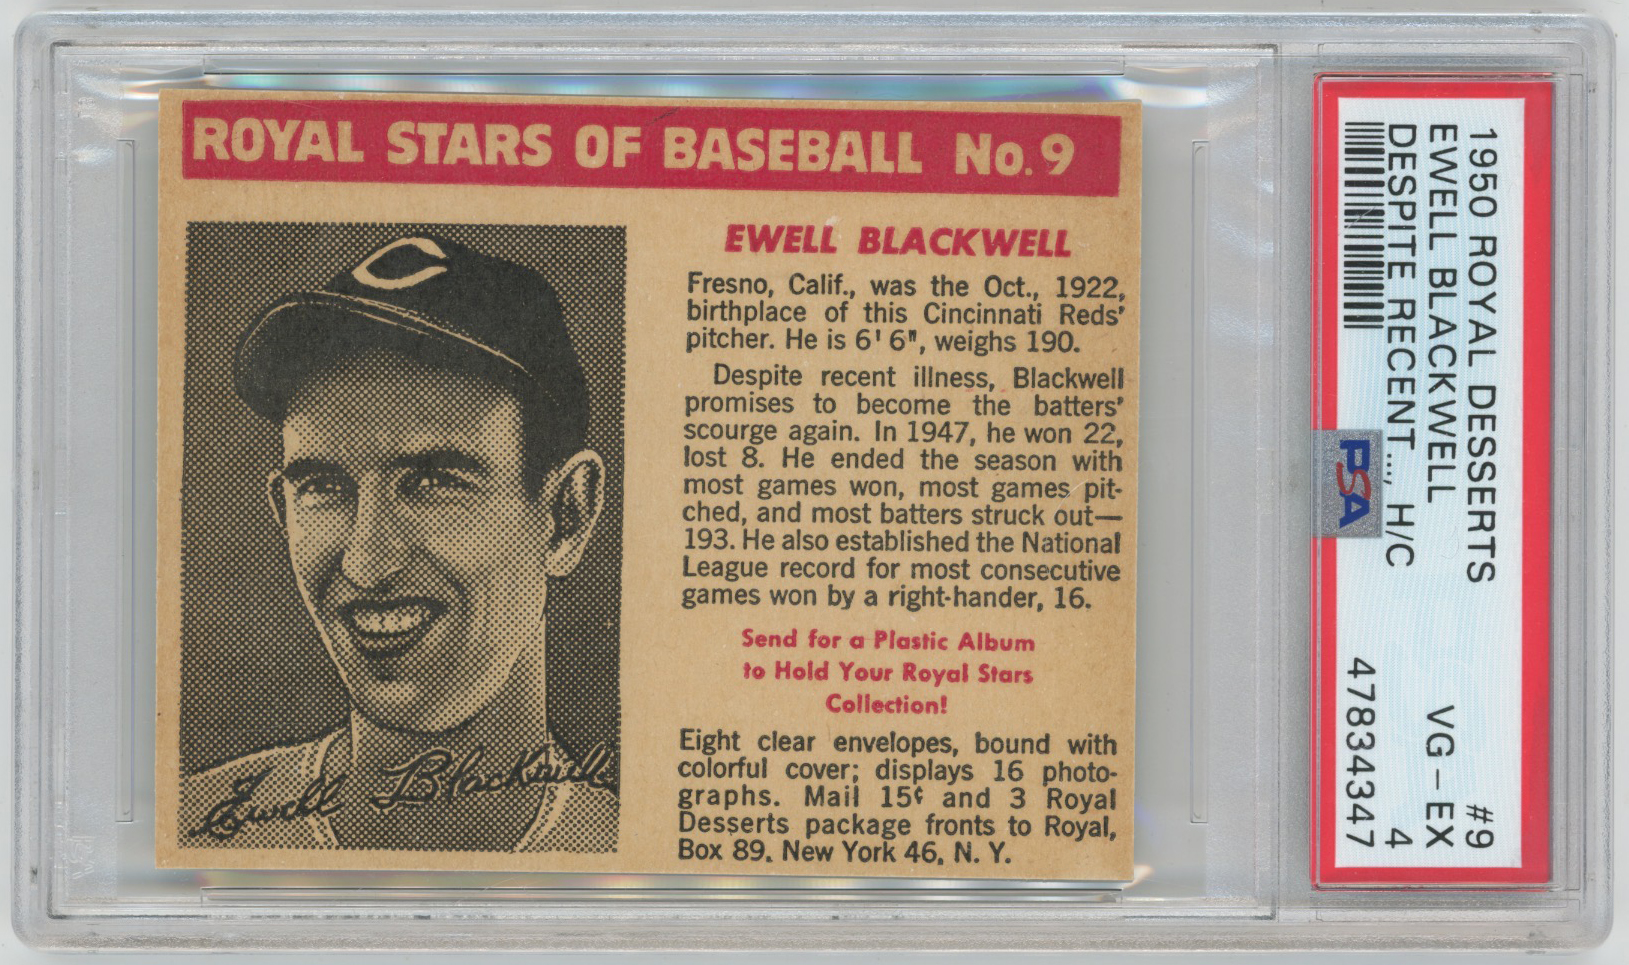 ROYAL STARS OF BASEBALL No. 9
EWELL BLACKWELL
Fresno, Calif., was the Oct., 1922,
birthplace of this Cincinnati Reds'
pitcher. He is 6' 6", weighs 190.
Despite recent illness, Blackwell
promises to become the batters'
scourge again. In 1947, he won 22,
lost 8. He ended the season with
most games won, most games pit-
ched, and most batters struck out—
193. He also established the National
League record for most consecutive
games won by a right-hander, 16.
Send for a Plastic Album
to Hold Your Royal Stars
Collection!
Eight clear envelopes, bound with
colorful cover; displays 16 photo-
graphs. Mail 15¢ and 3 Royal
Desserts package fronts to Royal,
Box 89, New York 46, N. Y.
Ewell Blackwell
1950 ROYAL DESSERTS #9
EWELL BLACKWELL VG-EX
DESPITE RECENT..., H/C 4
47834347
PSA